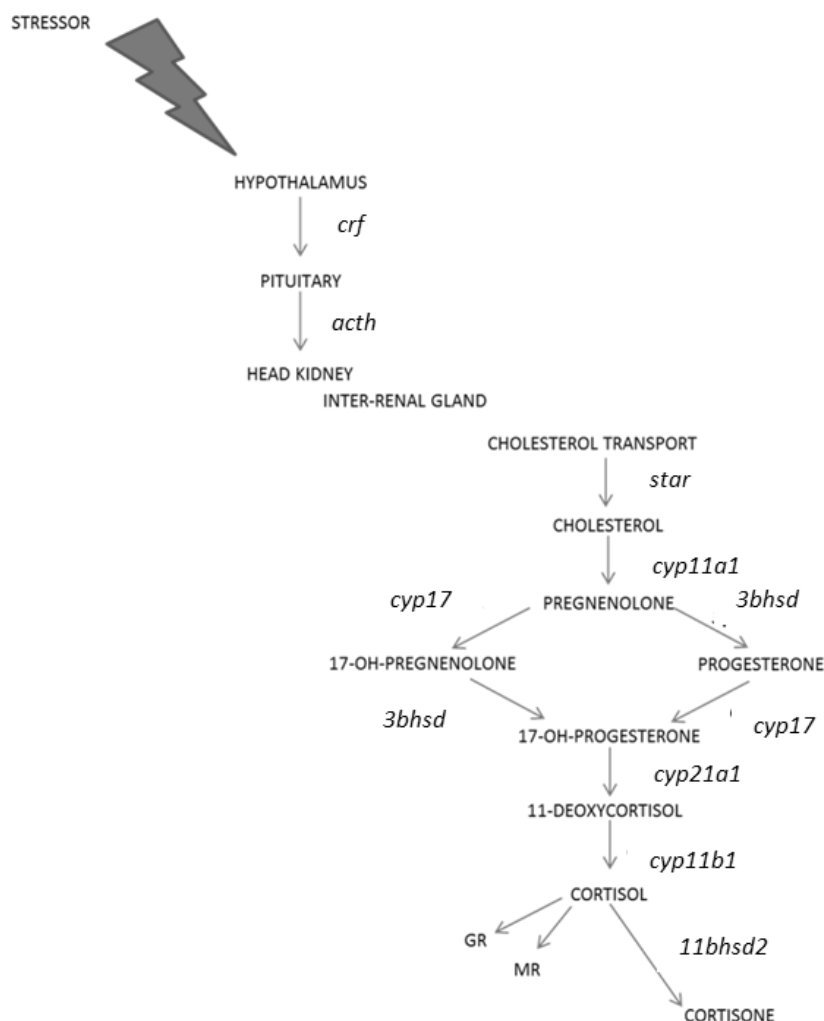 STRESSOR
HYPOTHALAMUS
crf
PITUITARY
acth
HEAD KIDNEY
INTER-RENAL GLAND
CHOLESTEROL TRANSPORT
star
CHOLESTEROL
cyp11a1
cyp17
PREGNENOLONE
3bhsd
17-OH-PREGNENOLONE
PROGESTERONE
3bhsd
17-OH-PROGESTERONE
cyp17
cyp21a1
11-DEOXYCORTISOL
cyp11b1
CORTISOL
GR
MR
11bhsd2
CORTISONE